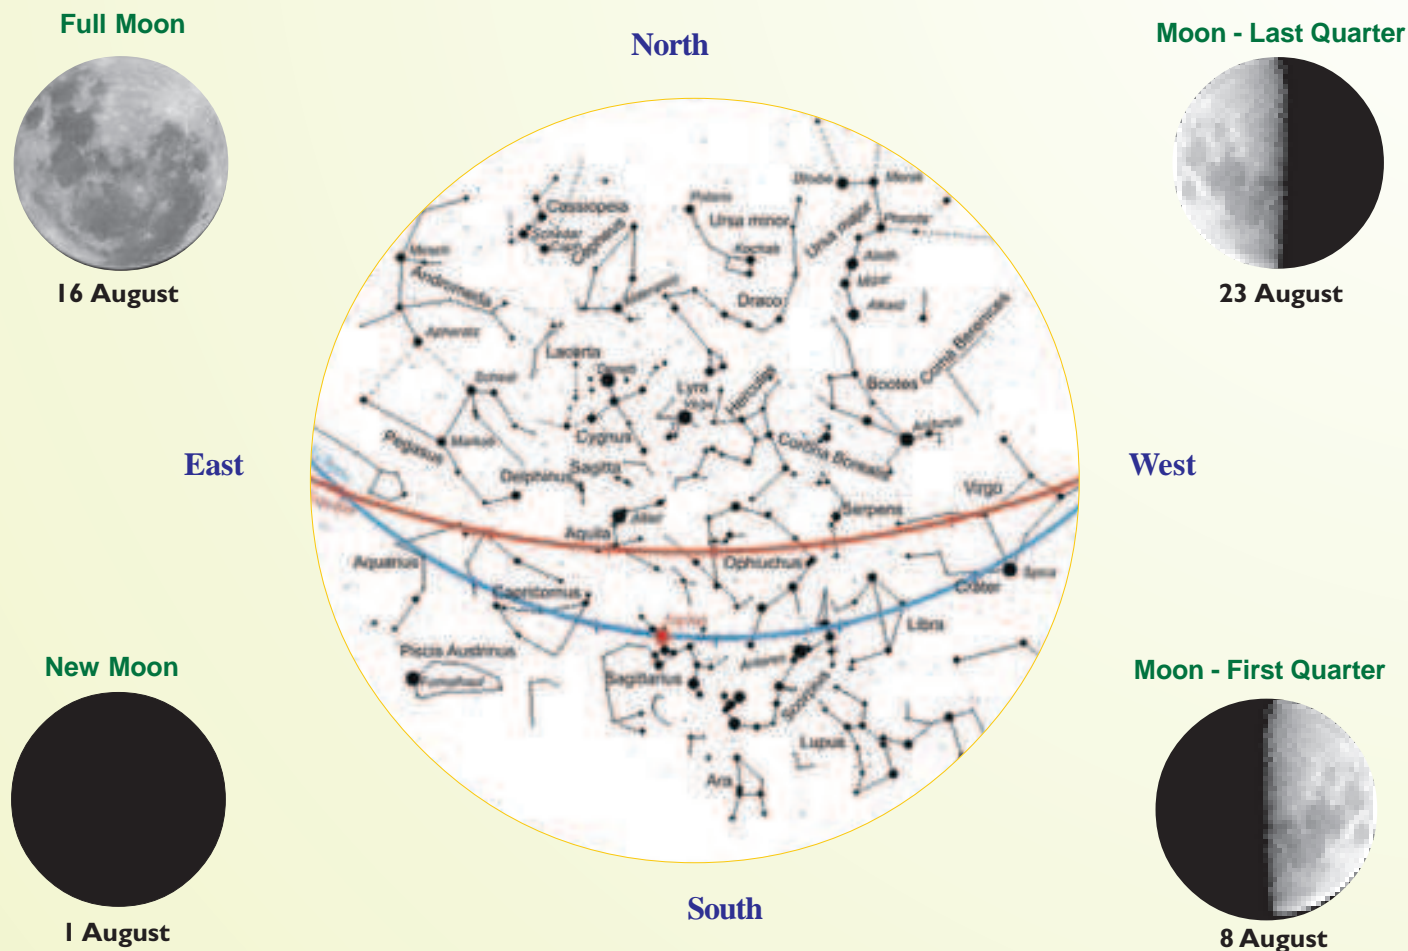 Full Moon
North
Moon - Last Quarter
16 August
23 August
Cassiopeia
Ursa minor
Ursa major
Cepheus
Andromeda
Draco
Coma Berenices
Lacerta
Bootes
Lyra
Vega
Hercules
Pegasus
Cygnus
Corona Borealis
Delphinus
Sagitta
East
West
Virgo
Serpens
Aquila
Altair
Aquarius
Ophiuchus
Capricornus
Crater
Spica
Libra
Piscis Austrinus
Sagittarius
Antares
Scorpius
Lupus
Ara
New Moon
Moon - First Quarter
South
1 August
8 August